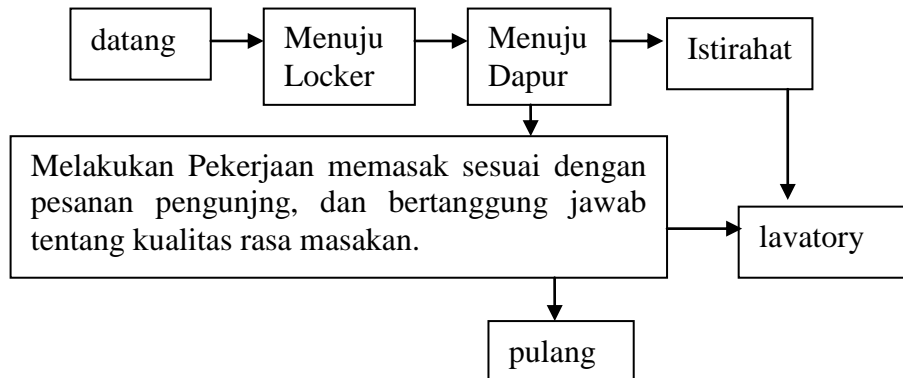 datang
Menuju
Locker
Menuju
Dapur
Istirahat
Melakukan Pekerjaan memasak sesuai dengan
pesanan pengunjng, dan bertanggung jawab
tentang kualitas rasa masakan.
lavatory
pulang